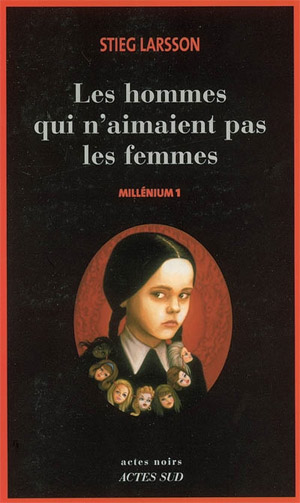 STIEG LARSSON
Les hommes
qui n'aimaient pas
les femmes
MILLÉNIUM 1
actes noirs
ACTES SUD